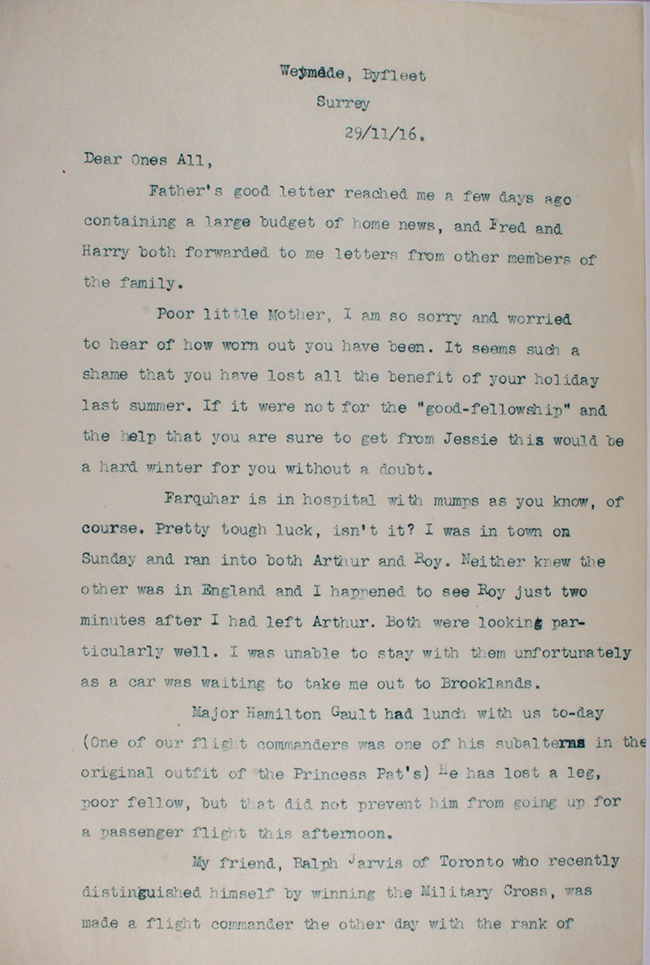 Weymede, Byfleet
Surrey
29/11/16.
Dear Ones All,
Father's good letter reached me a few days ago
containing a large budget of home news, and Fred and
Harry both forwarded to me letters from other members of
the family.
Poor little Mother, I am so sorry and worried
to hear of how worn out you have been. It seems such a
shame that you have lost all the benefit of your holiday
last summer. If it were not for the "good-fellowship" and
the help that you are sure to get from Jessie this would be
a hard winter for you without a doubt.
Farquhar is in hospital with mumps as you know, of
course. Pretty tough luck, isn't it? I was in town on
Sunday and ran into both Arthur and Roy. Neither knew the
other was in England and I happened to see Roy just two
minutes after I had left Arthur. Both were looking par-
ticularly well. I was unable to stay with them unfortunately
as a car was waiting to take me out to Brooklands.
Major Hamilton Gault had lunch with us to-day
(One of our flight commanders was one of his subalterns in the
original outfit of the Princess Pat's) He has lost a leg,
poor fellow, but that did not prevent him from going up for
a passenger flight this afternoon.
My friend, Ralph Jarvis of Toronto who recently
distinguished himself by winning the Military Cross, was
made a flight commander the other day with the rank of